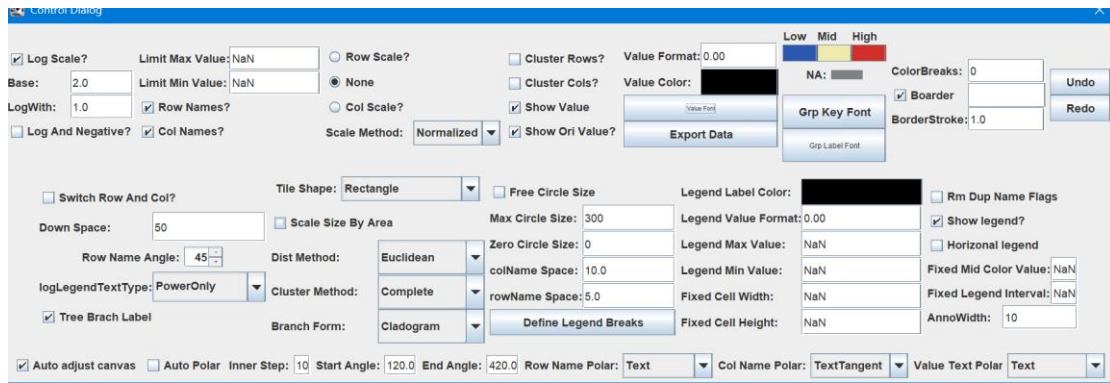 Control Dialog
Low Mid High
Log Scale? Limit Max Value: NaN Row Scale? Cluster Rows? Value Format: 0.00
Base: 2.0 Limit Min Value: NaN None Cluster Cols? Value Color: NA: ColorBreaks: 0 Undo
LogWith: 1.0 Row Names? Col Scale? Show Value Value Font Grp Key Font Boarder Redo
Log And Negative? Col Names? Scale Method: Normalized Show Ori Value? Export Data Grp Label Font BorderStroke: 1.0
Switch Row And Col? Tile Shape: Rectangle Free Circle Size Legend Label Color: Rm Dup Name Flags
Down Space: 50 Scale Size By Area Max Circle Size: 300 Legend Value Format: 0.00 Show legend?
Row Name Angle: 45 Dist Method: Euclidean Zero Circle Size: 0 Legend Max Value: NaN Horizonal legend
logLegendTextType: PowerOnly Cluster Method: Complete colName Space: 10.0 Legend Min Value: NaN Fixed Mid Color Value: NaN
rowName Space: 5.0 Fixed Cell Width: NaN Fixed Legend Interval: NaN
Tree Brach Label Branch Form: Cladogram Define Legend Breaks Fixed Cell Height: NaN AnnoWidth: 10
Auto adjust canvas Auto Polar Inner Step: 10 Start Angle: 120.0 End Angle: 420.0 Row Name Polar: Text Col Name Polar: TextTangent Value Text Polar Text